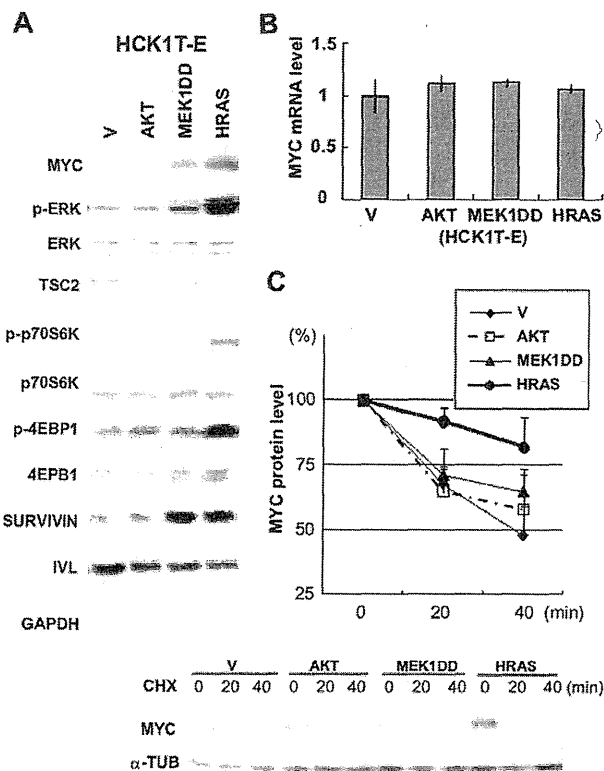 A
HCK1T-E
V AKT MEK1DD HRAS
MYC
p-ERK
ERK
TSC2
p-p70S6K
p70S6K
p-4EBP1
4EPB1
SURVIVIN
IVL
GAPDH
B
MYC mRNA level
1.5
1
0.5
0
V AKT MEK1DD HRAS
(HCK1T-E)
C
V
AKT
MEK1DD
HRAS
(%)
MYC protein level
100
75
50
25
0 20 40 (min)
V AKT MEK1DD HRAS
CHX 0 20 40 0 20 40 0 20 40 0 20 40 (min)
MYC
α-TUB